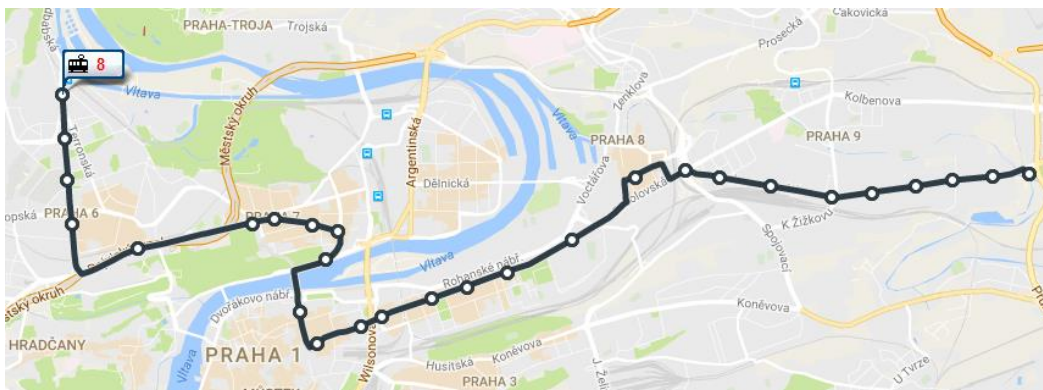 PRAHA-TROJA
Trojská
Čakovická
Prosecká
8
Vltava
Zenklova
Kolbenova
Městský okruh
Vltava
Terronská
PRAHA 8
PRAHA 9
Argentinská
Dělnická
Voctářova
PRAHA 6
PRAHA 7
K Žižkovu
Spojovací
Vltava
Rohanské nábř.
Dvořákovo nábř.
Koněvova
HRADČANY
PRAHA 1
Wilsonova
Husitská
Koněvova
Vltava
PRAHA 3
U Tvrze